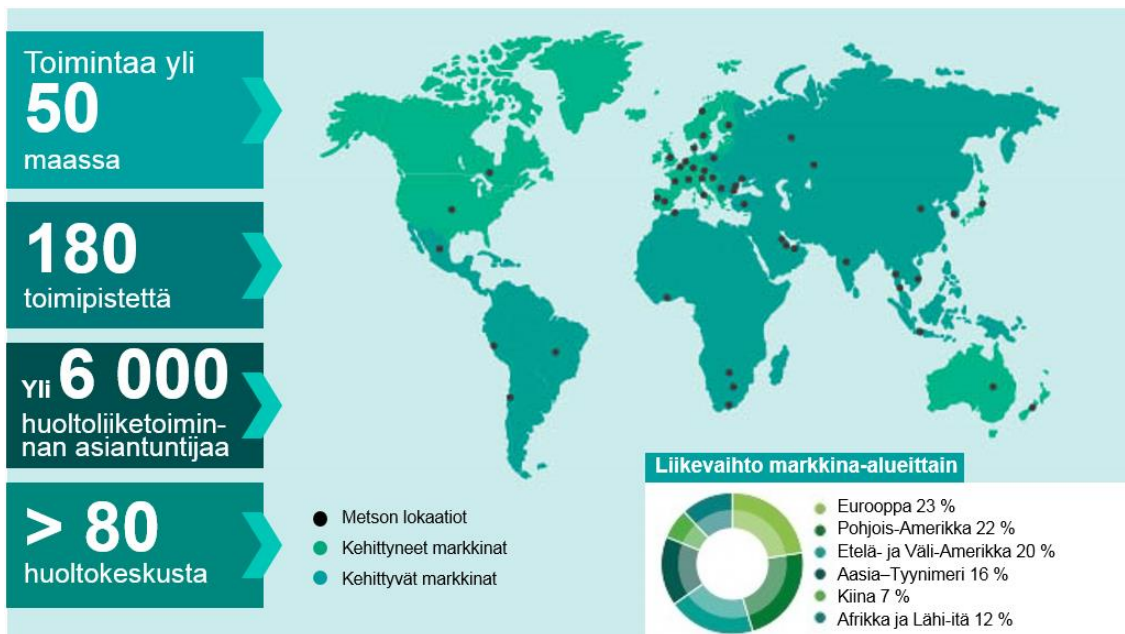 Toimintaa yli
50
maassa
180
toimipistettä
Yli 6 000
huoltoliiketoimin-
nan asiantuntijaa
> 80
huoltokeskusta
Metson lokaatiot
Kehittyneet markkinat
Kehittyvät markkinat
Liikevaihto markkina-alueittain
Eurooppa 23 %
Pohjois-Amerikka 22 %
Etelä- ja Väli-Amerikka 20 %
Aasia–Tyynimeri 16 %
Kiina 7 %
Afrikka ja Lähi-itä 12 %